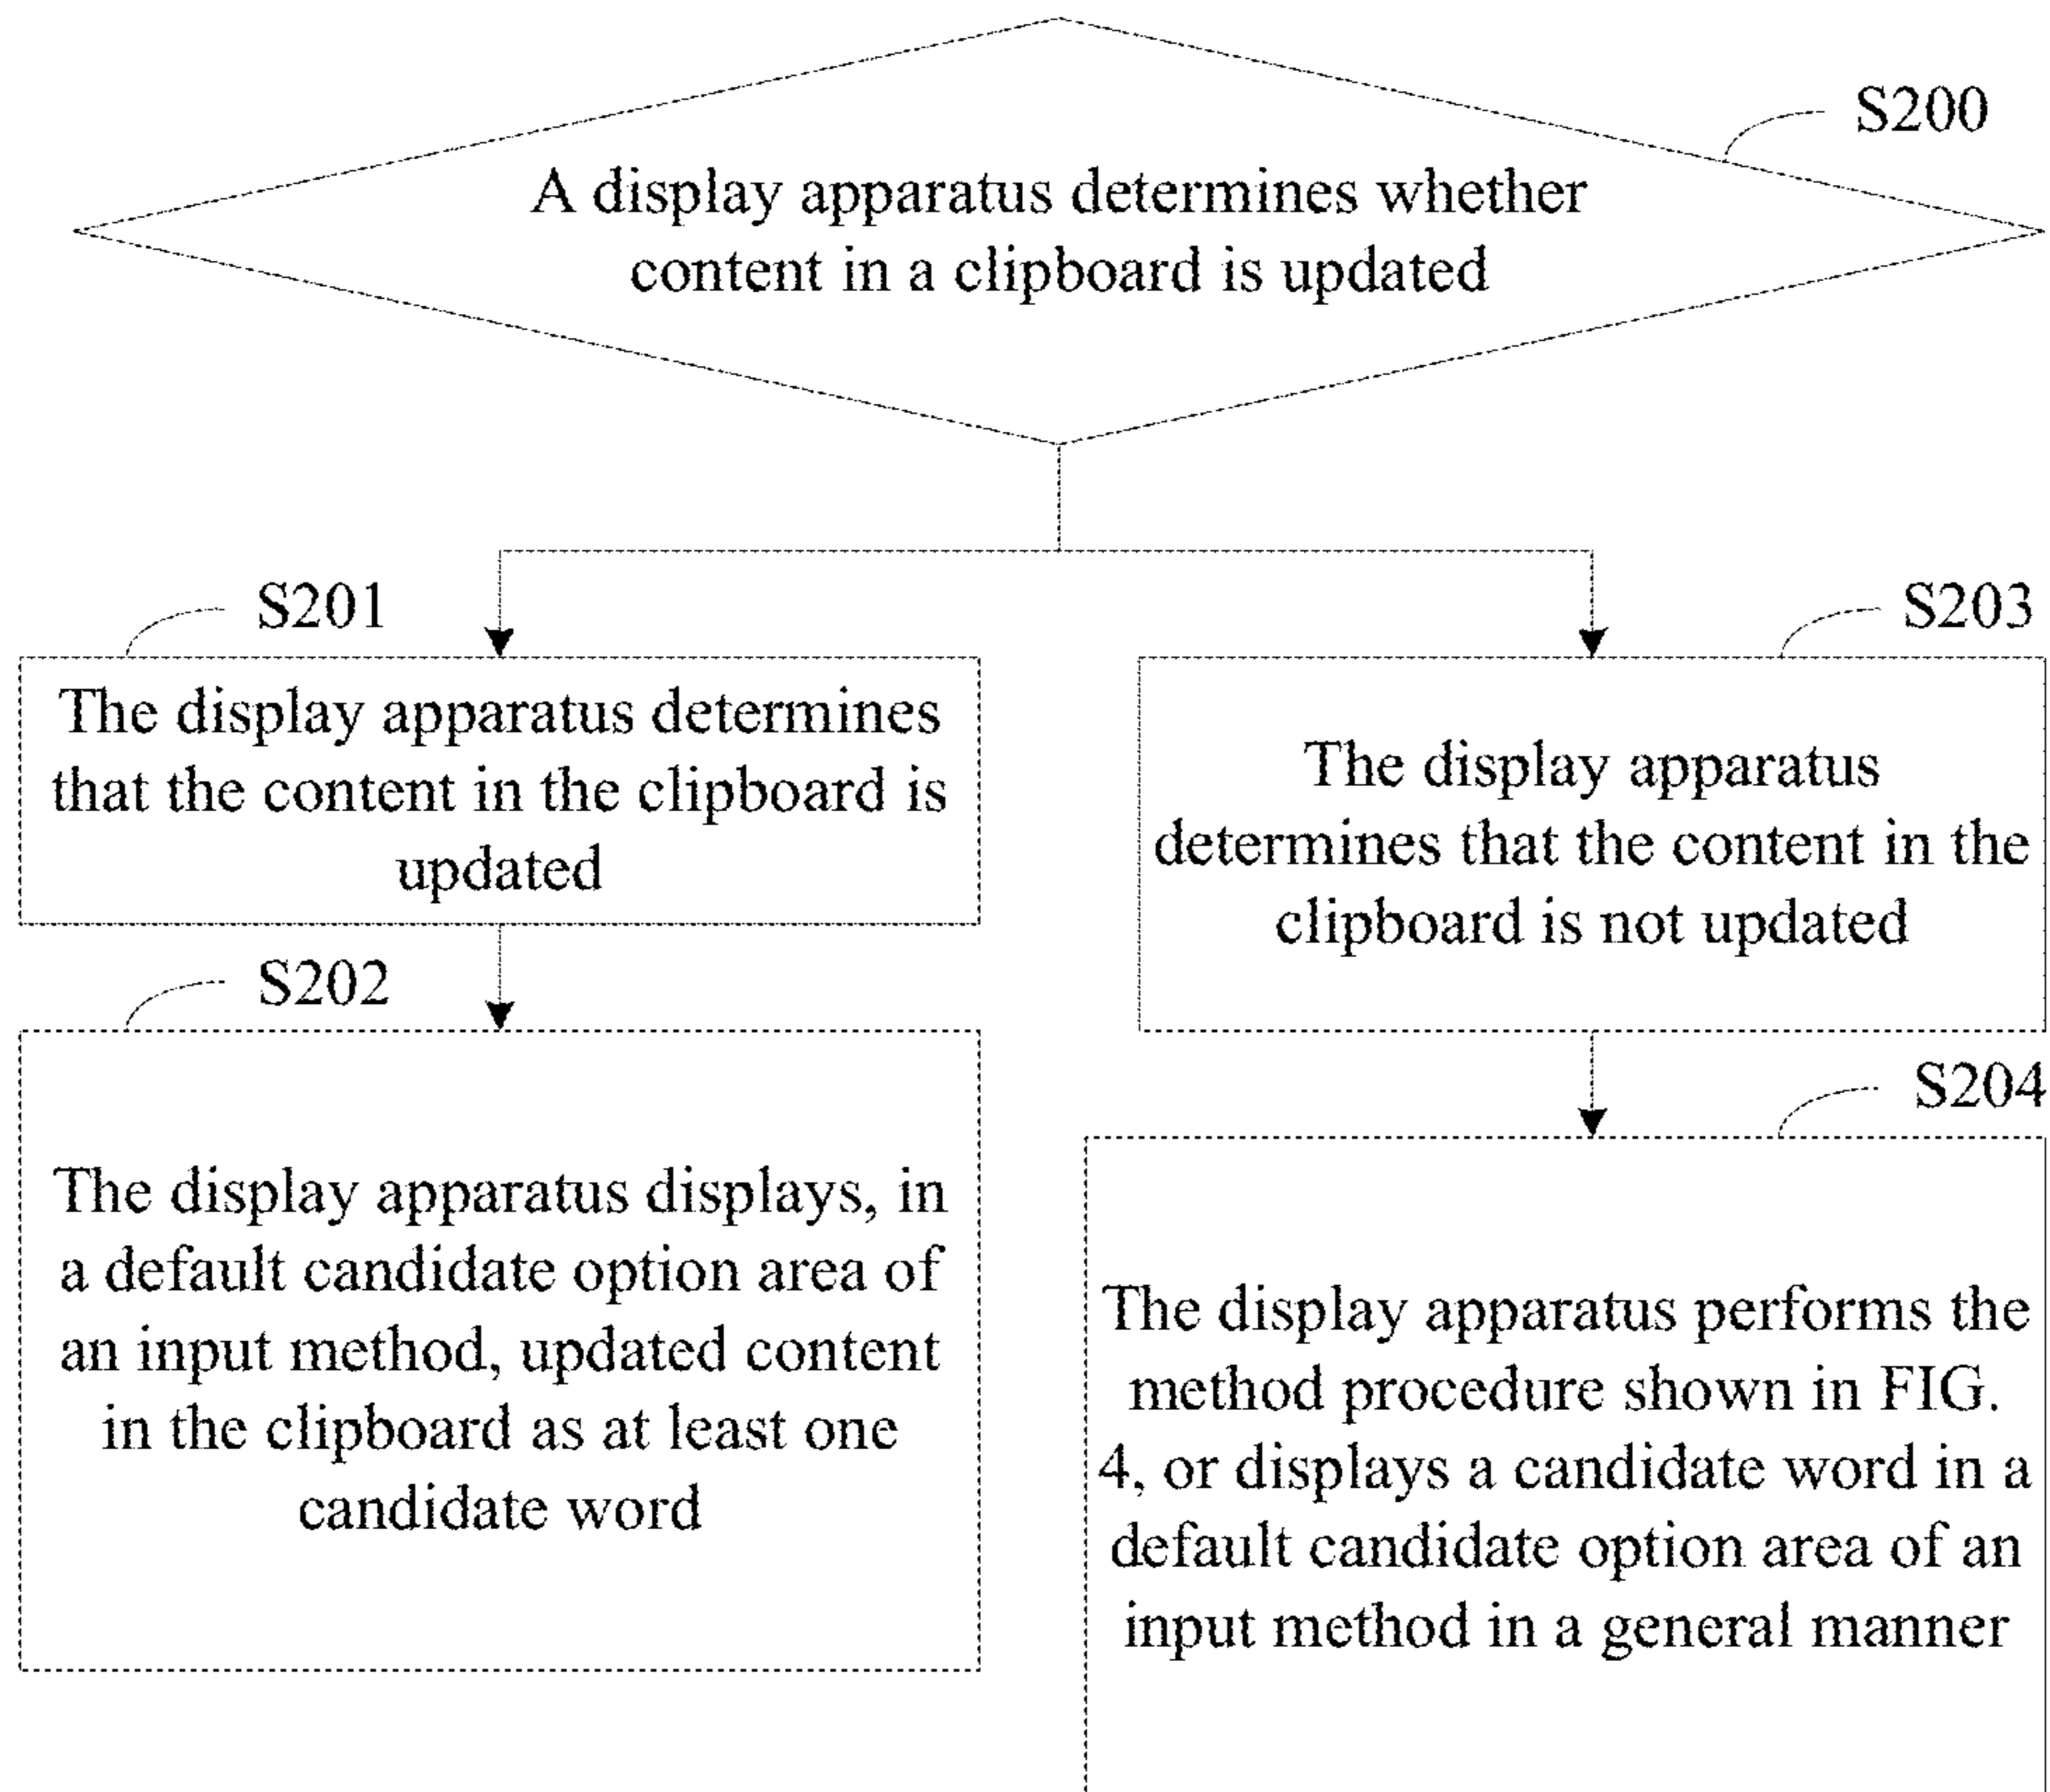 S200
A display apparatus determines whether
content in a clipboard is updated
S201
The display apparatus determines
that the content in the clipboard is
updated
S202
The display apparatus displays, in
a default candidate option area of
an input method, updated content
in the clipboard as at least one
candidate word
S203
The display apparatus
determines that the content in the
clipboard is not updated
S204
The display apparatus performs the
method procedure shown in FIG.
4, or displays a candidate word in a
default candidate option area of an
input method in a general manner